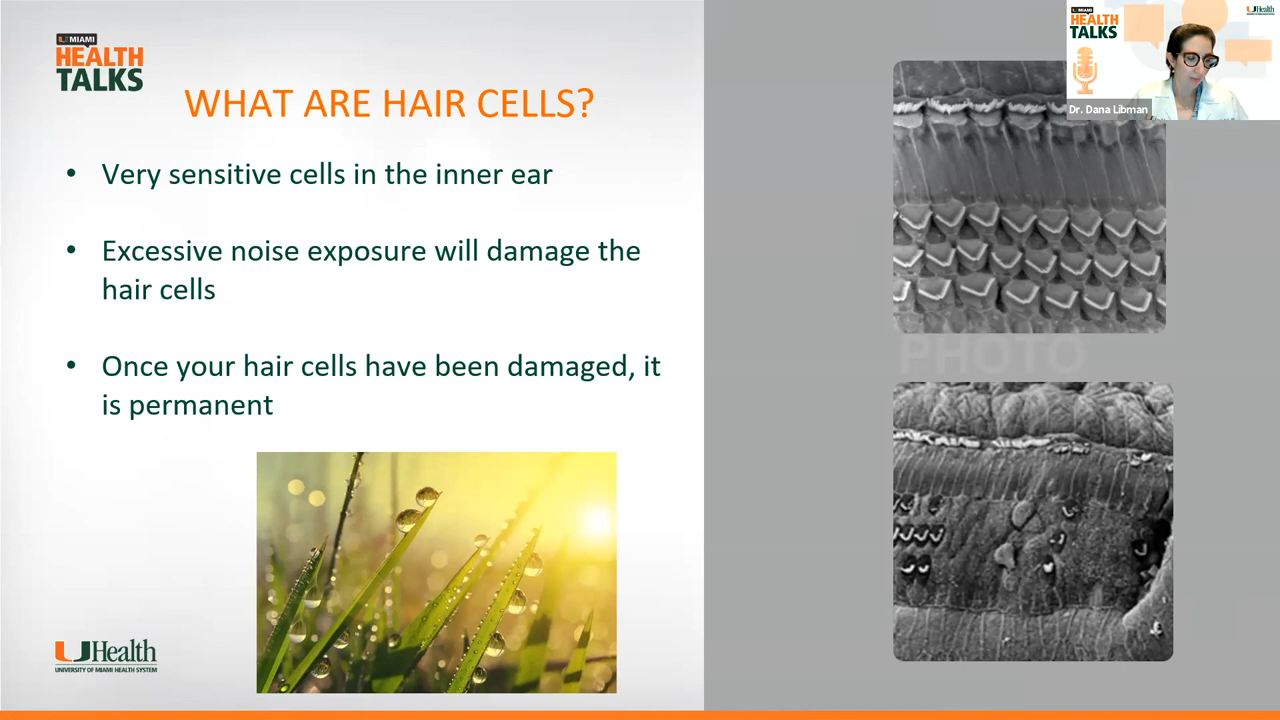 U MIAMI
HEALTH
TALKS
WHAT ARE HAIR CELLS?
• Very sensitive cells in the inner ear
• Excessive noise exposure will damage the
hair cells
• Once your hair cells have been damaged, it
is permanent
UHealth
UNIVERSITY OF MIAMI HEALTH SYSTEM
PHOTO
U MIAMI
HEALTH
TALKS
UHealth
Dr. Dana Libman